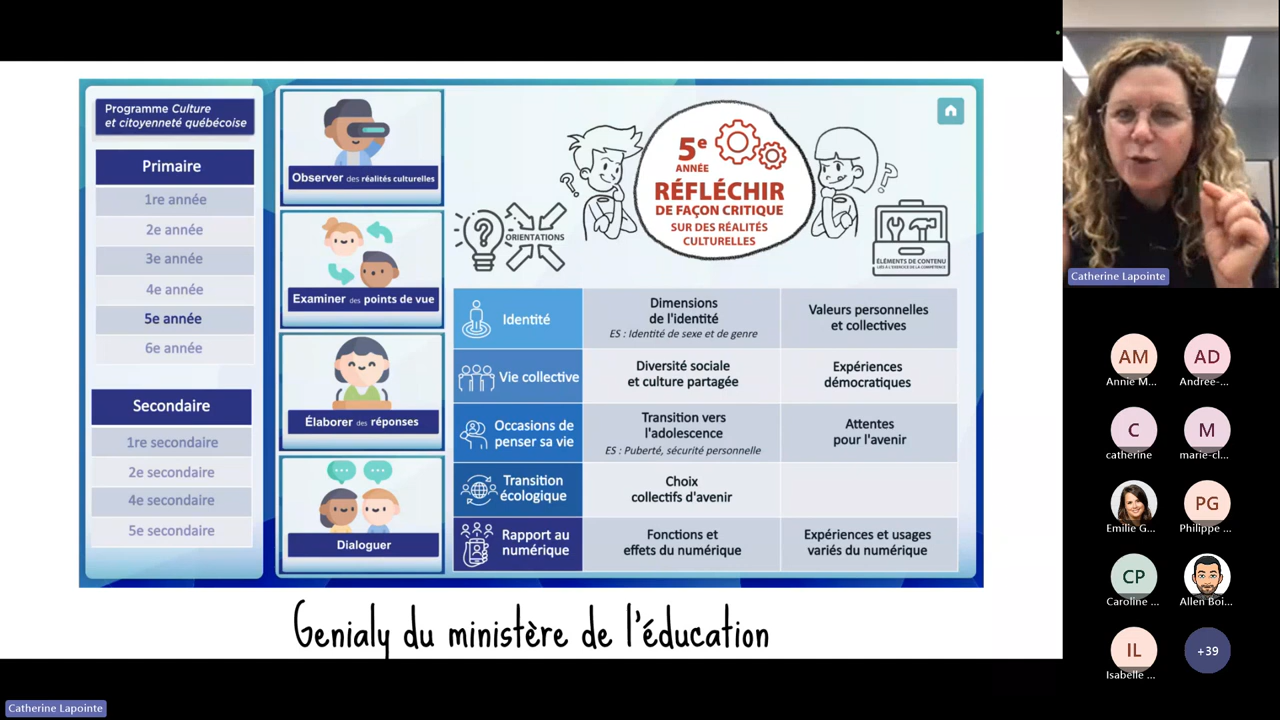 Programme Culture
et citoyenneté québécoise
Primaire
1re année
2e année
3e année
4e année
5e année
6e année
Secondaire
1re secondaire
2e secondaire
4e secondaire
5e secondaire
Observer des réalités culturelles
Examiner des points de vue
Élaborer des réponses
Dialoguer
5e
ANNÉE
RÉFLÉCHIR
DE FAÇON CRITIQUE
SUR DES RÉALITÉS
CULTURELLES
?
?
?
ORIENTATIONS
ÉLÉMENTS DE CONTENU
LIÉS À L'EXERCICE DE LA COMPÉTENCE
Identité
Dimensions
de l'identité
ES : Identité de sexe et de genre
Valeurs personnelles
et collectives
Vie collective
Diversité sociale
et culture partagée
Expériences
démocratiques
Occasions de
penser sa vie
Transition vers
l'adolescence
ES : Puberté, sécurité personnelle
Attentes
pour l'avenir
Transition
écologique
Choix
collectifs d'avenir
Rapport au
numérique
Fonctions et
effets du numérique
Expériences et usages
variés du numérique
Genialy du ministère de l'éducation
Catherine Lapointe
AM
Annie M...
AD
Andrée-...
C
catherine
M
marie-cl...
Emilie G...
PG
Philippe ...
CP
Caroline ...
Allen Boi...
IL
Isabelle ...
+39
Catherine Lapointe